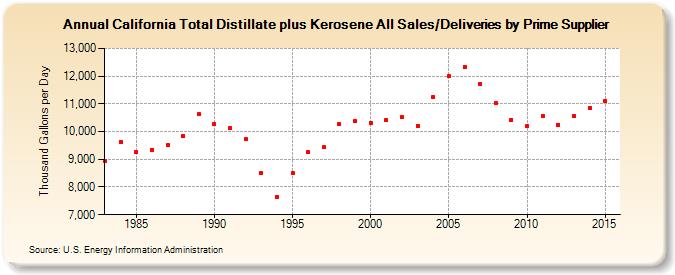 Annual California Total Distillate plus Kerosene All Sales/Deliveries by Prime Supplier
Thousand Gallons per Day
13,000
12,000
11,000
10,000
9,000
8,000
7,000
1985 1990 1995 2000 2005 2010 2015
Source: U.S. Energy Information Administration